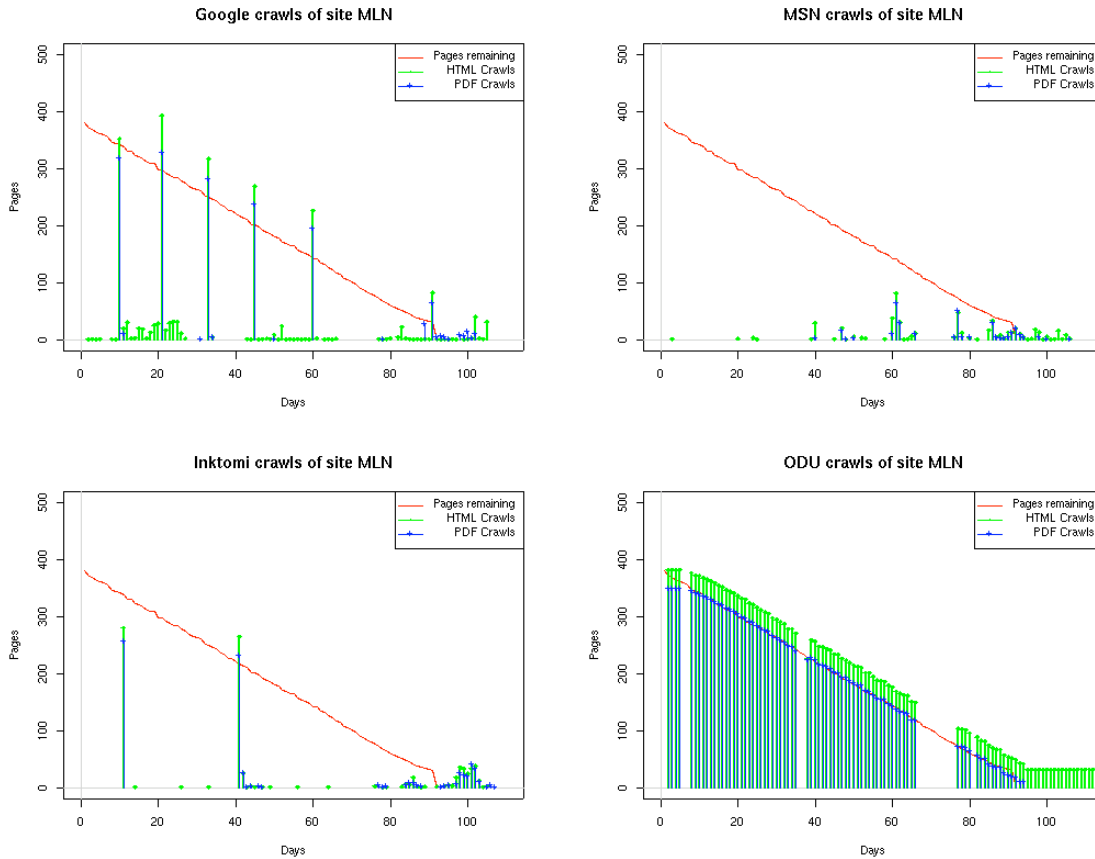 Google crawls of site MLN
Pages remaining
HTML Crawls
PDF Crawls
500
400
300
200
100
0
Pages
0 20 40 60 80 100
Days
MSN crawls of site MLN
Pages remaining
HTML Crawls
PDF Crawls
500
400
300
200
100
0
Pages
0 20 40 60 80 100
Days
Inktomi crawls of site MLN
Pages remaining
HTML Crawls
PDF Crawls
500
400
300
200
100
0
Pages
0 20 40 60 80 100
Days
ODU crawls of site MLN
Pages remaining
HTML Crawls
PDF Crawls
500
400
300
200
100
0
Pages
0 20 40 60 80 100
Days